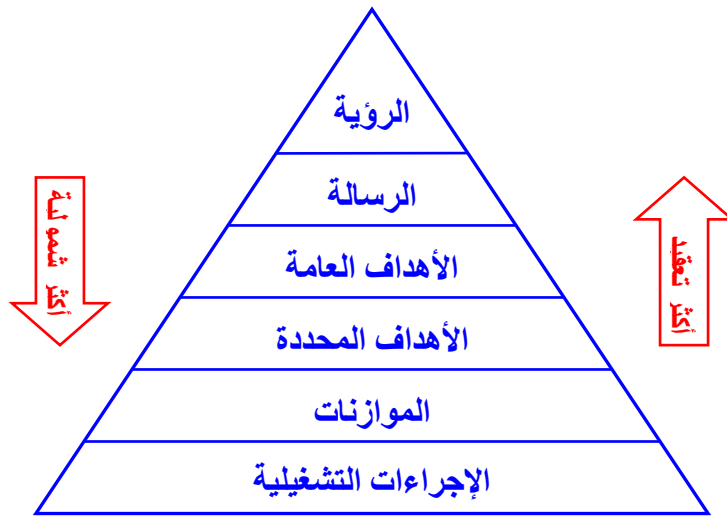 الرؤية
الرسالة
الأهداف العامة
الأهداف المحددة
الموازنات
الإجراءات التشغيلية
أكثر تعقيد
أكثر شمولية